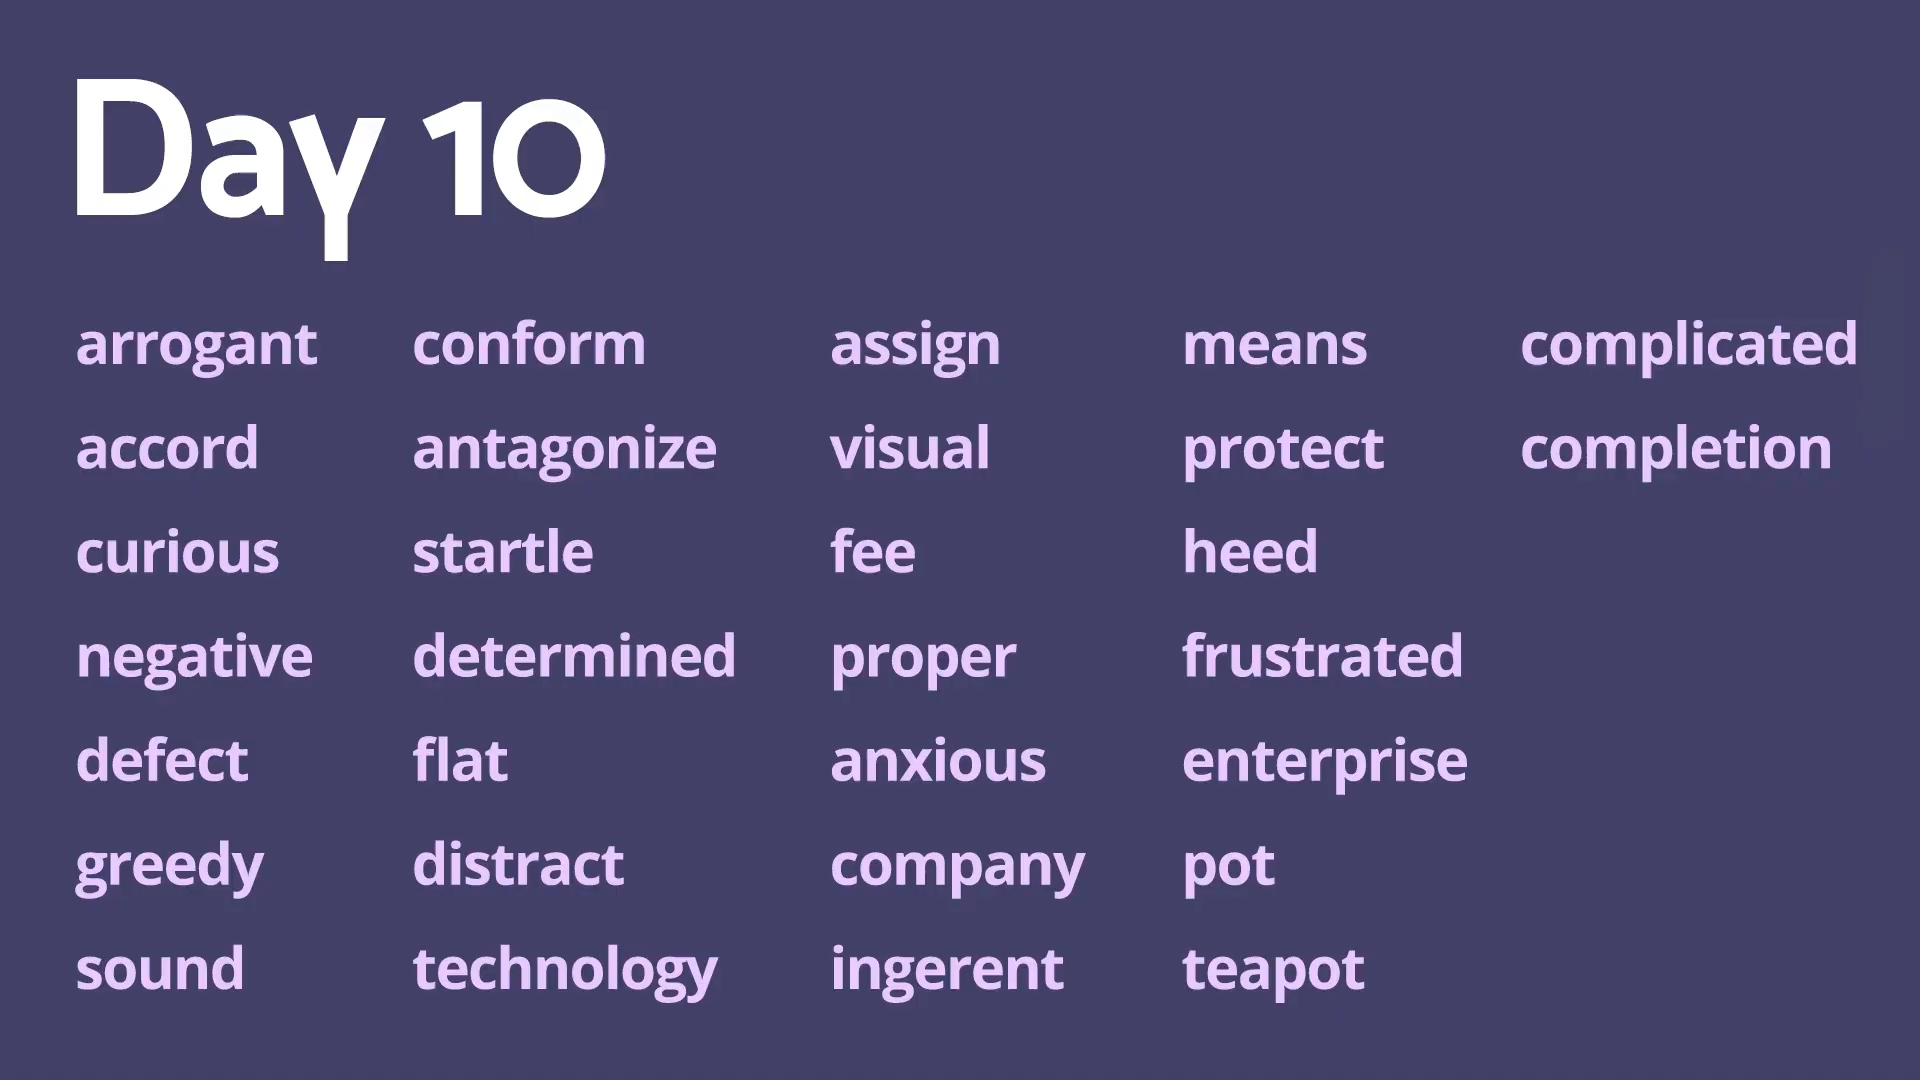 Day 10
arrogant
accord
curious
negative
defect
greedy
sound
conform
antagonize
startle
determined
flat
distract
technology
assign
visual
fee
proper
anxious
company
ingerent
means
protect
heed
frustrated
enterprise
pot
teapot
complicated
completion